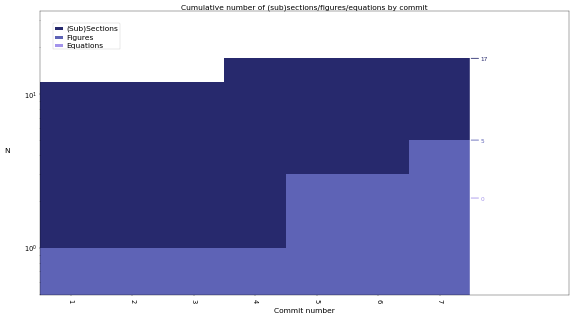 Cumulative number of (sub)sections/figures/equations by commit
(Sub)Sections
Figures
Equations
17
10¹
N
5
0
10⁰
1 2 3 4 5 6 7
Commit number